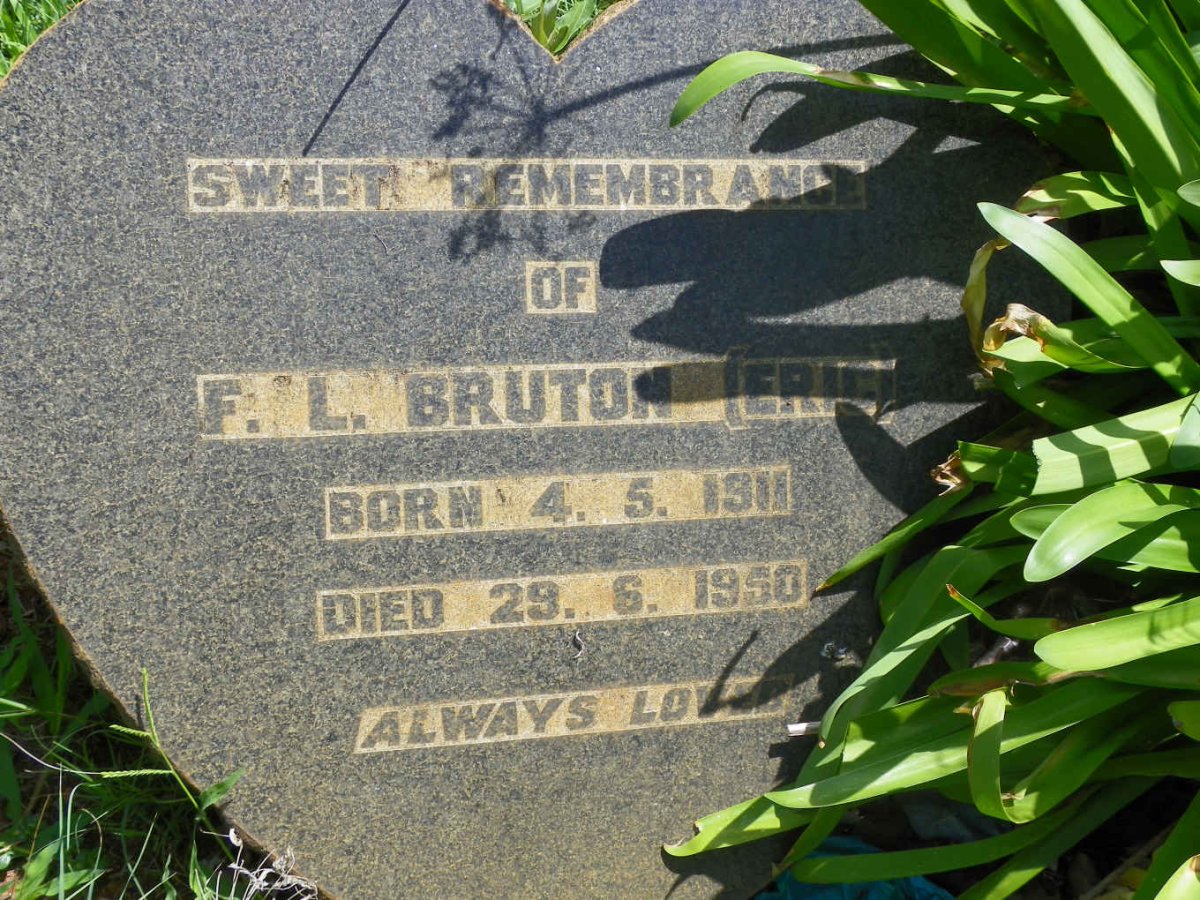 SWEET REMEMBRANCE
OF
F. L. BRUTON (ERIC)
BORN 4. 5. 1911
DIED 29. 6. 1950
ALWAYS LOVED